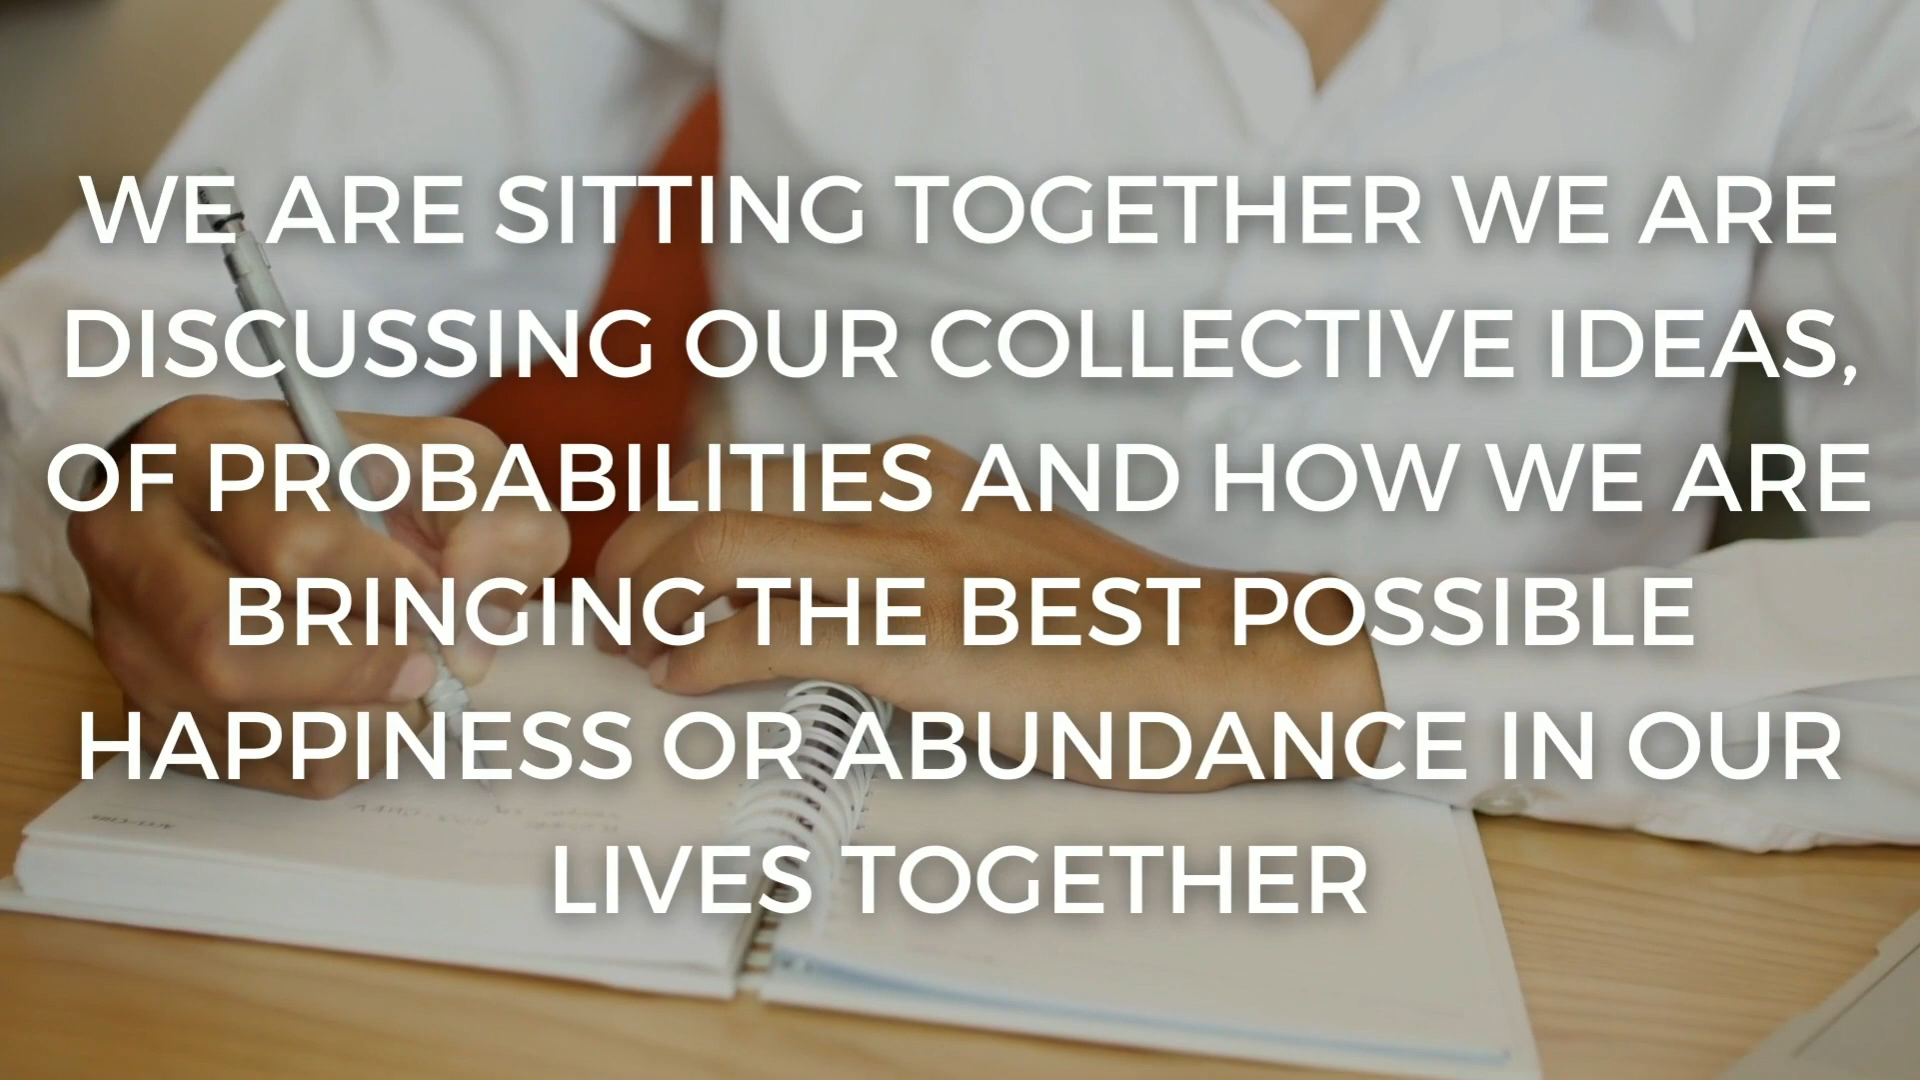 WE ARE SITTING TOGETHER WE ARE
DISCUSSING OUR COLLECTIVE IDEAS,
OF PROBABILITIES AND HOW WE ARE
BRINGING THE BEST POSSIBLE
HAPPINESS OR ABUNDANCE IN OUR
LIVES TOGETHER